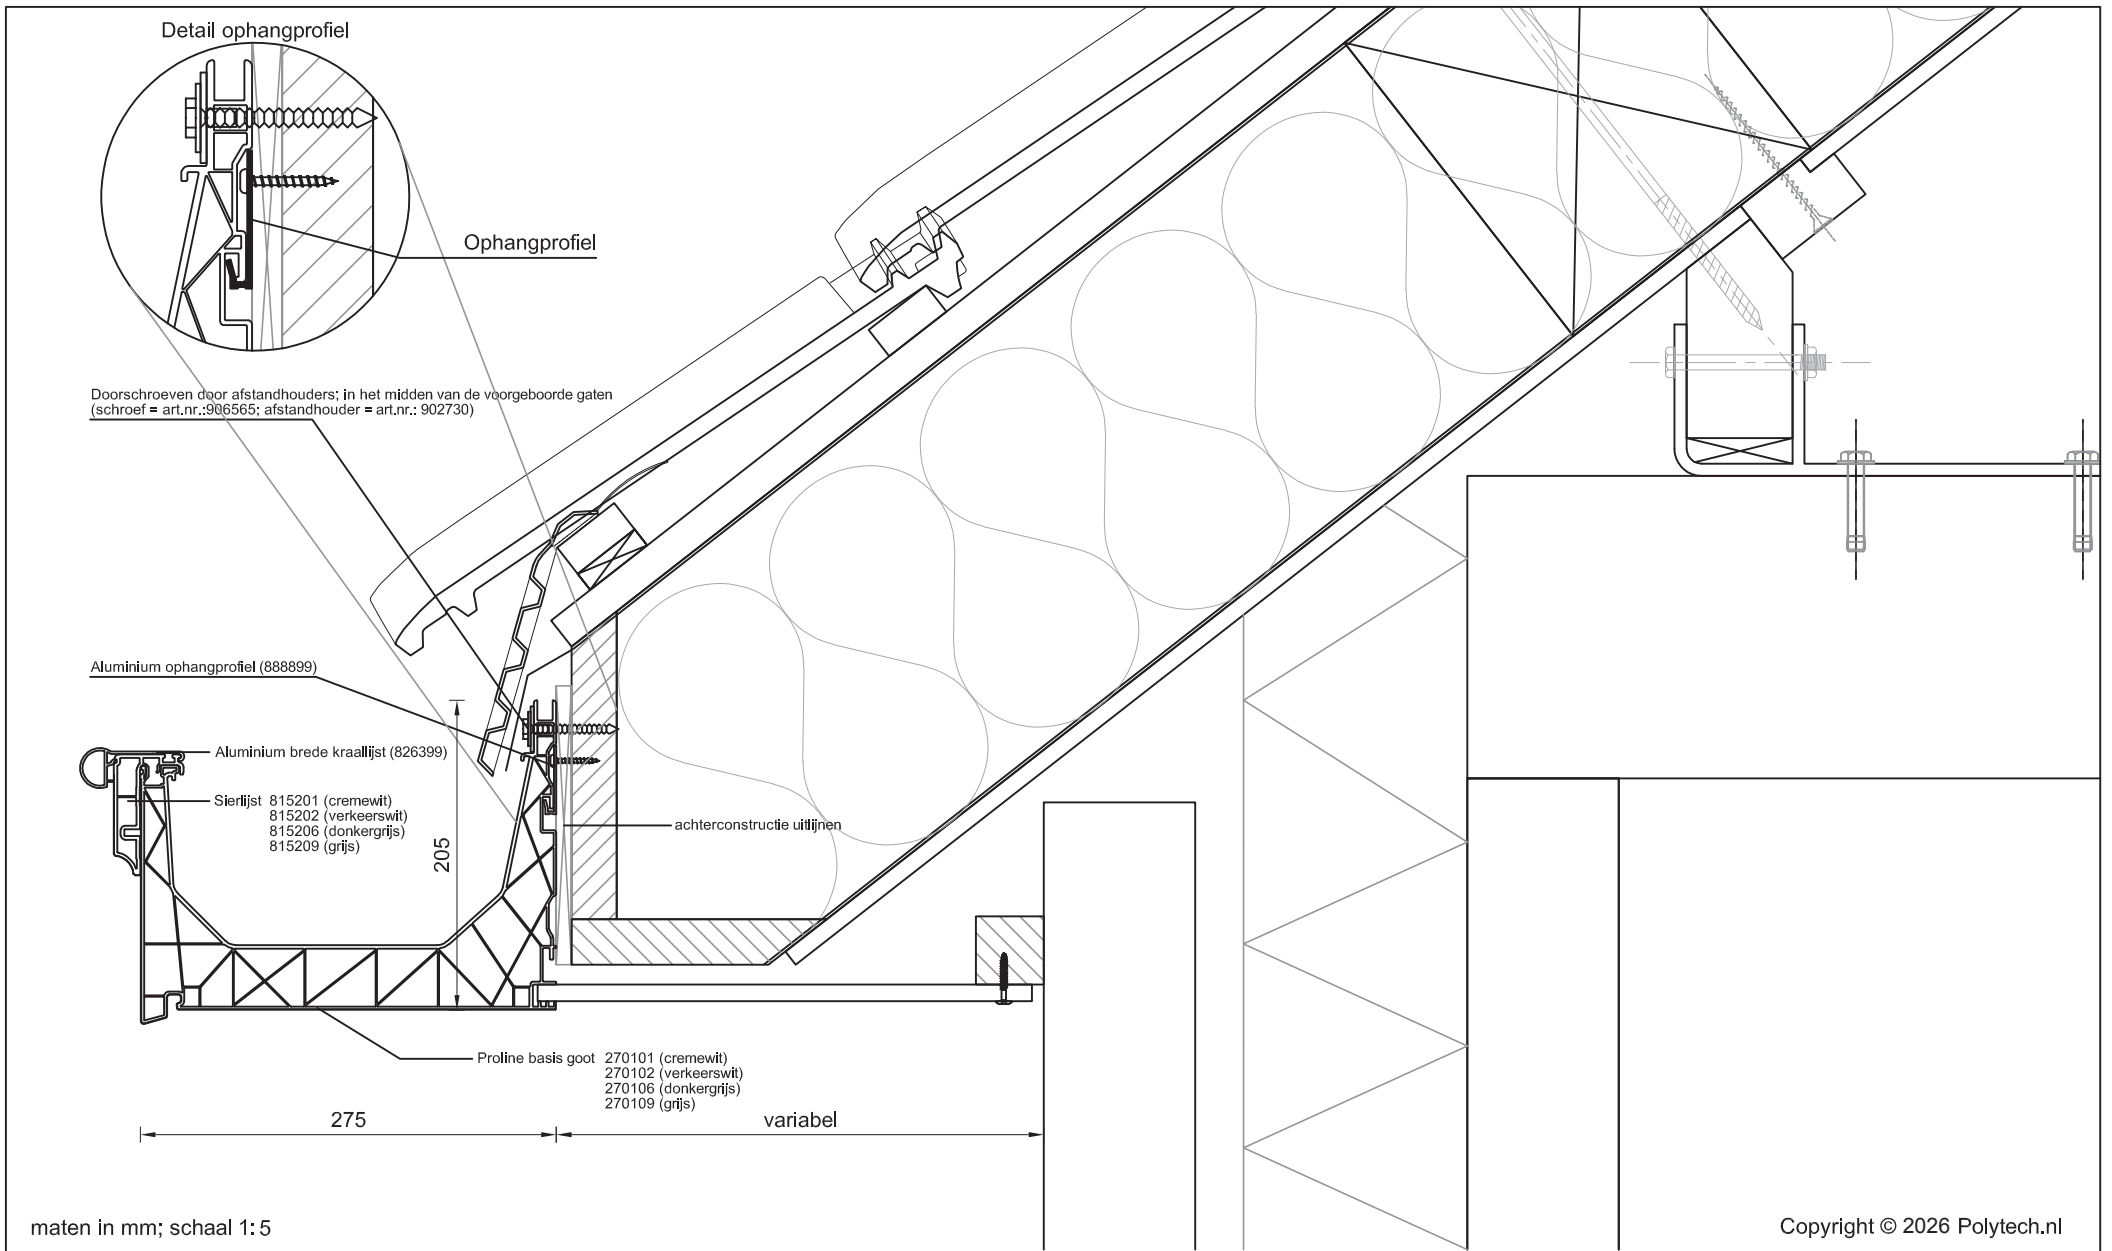 Detail ophangprofiel
Ophangprofiel
Doorschroeven door afstandhouders; in het midden van de voorgeboorde gaten
(schroef = art.nr.:906565; afstandhouder = art.nr.: 902730)
Aluminium ophangprofiel (888899)
Aluminium brede kraallijst (826399)
Sierlijst 815201 (cremewit)
815202 (verkeerswit)
815206 (donkergrijs)
815209 (grijs)
205
achterconstructie uitlijnen
Proline basis goot 270101 (cremewit)
270102 (verkeerswit)
270106 (donkergrijs)
270109 (grijs)
275
variabel
maten in mm; schaal 1:5
Copyright © 2026 Polytech.nl